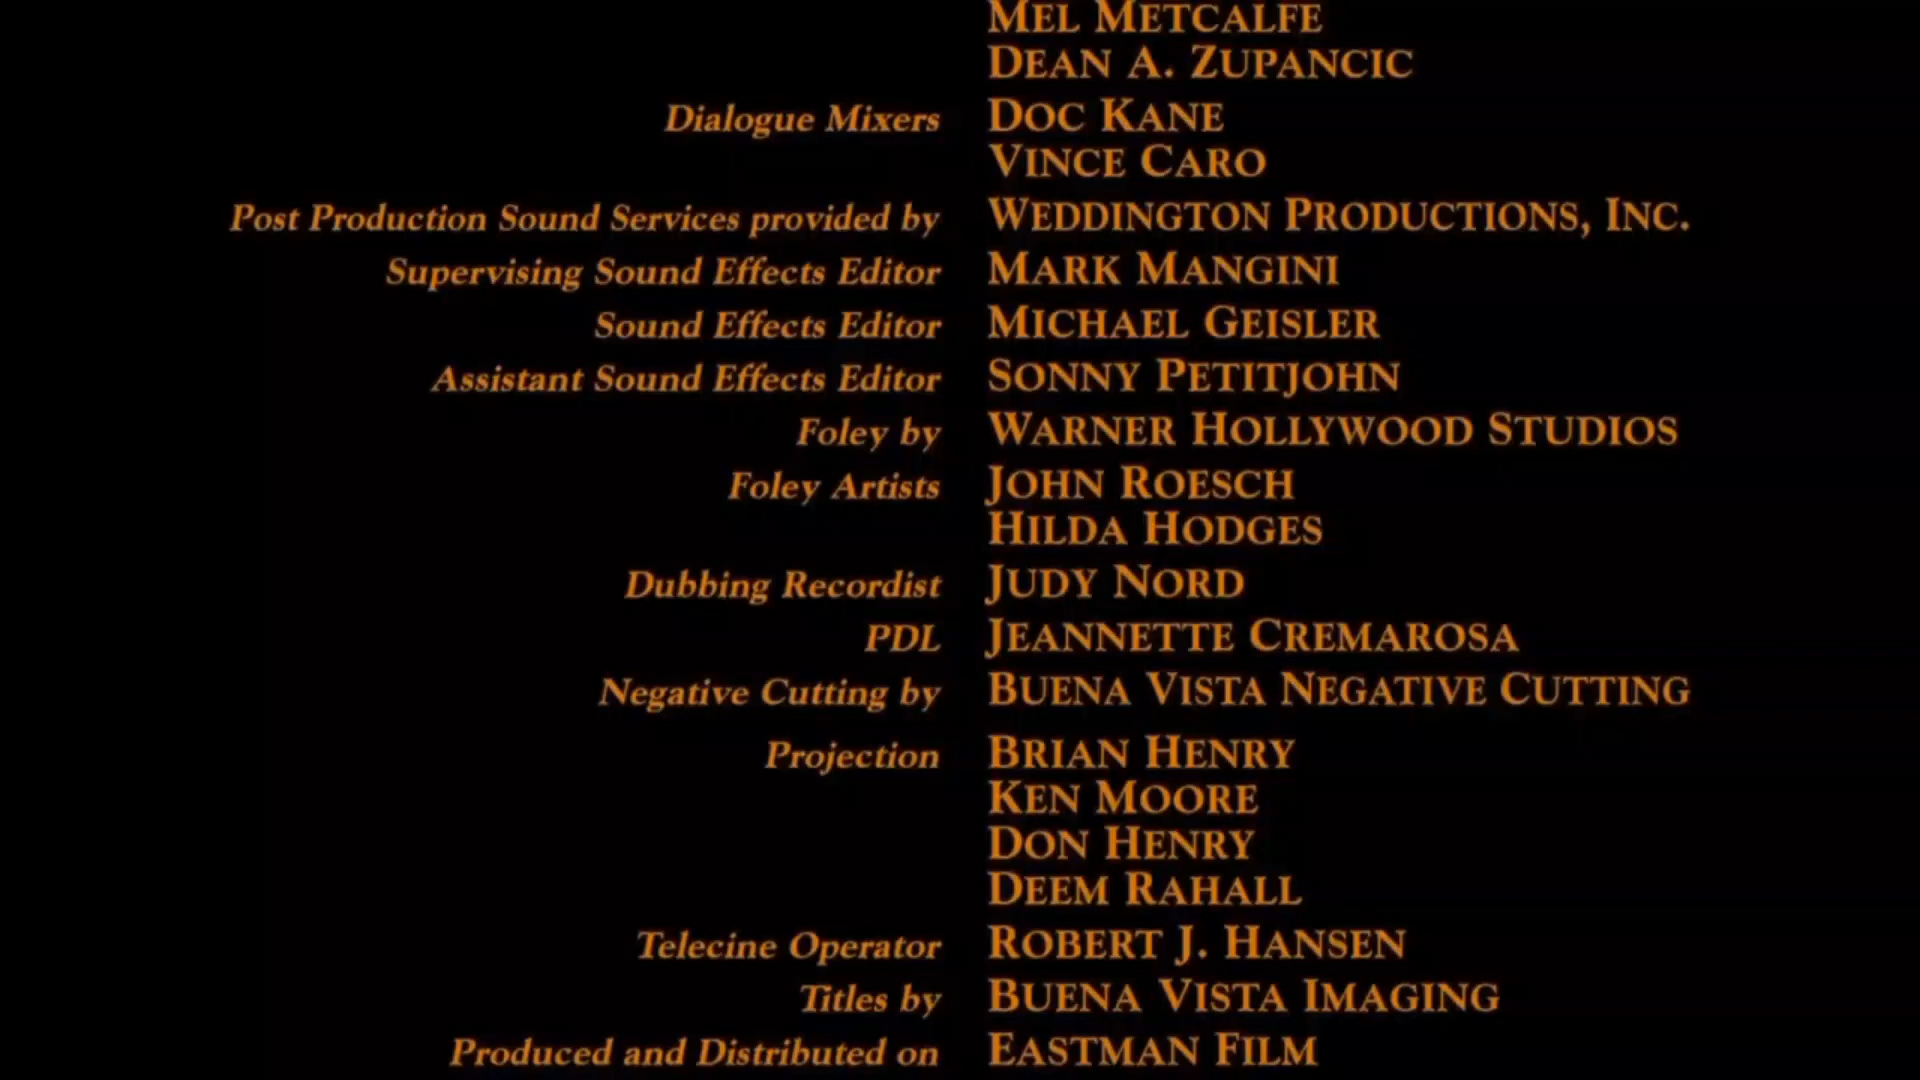 MEL METCALFE
DEAN A. ZUPANCIC
Dialogue Mixers DOC KANE
VINCE CARO
Post Production Sound Services provided by WEDDINGTON PRODUCTIONS, INC.
Supervising Sound Effects Editor MARK MANGINI
Sound Effects Editor MICHAEL GEISLER
Assistant Sound Effects Editor SONNY PETITJOHN
Foley by WARNER HOLLYWOOD STUDIOS
Foley Artists JOHN ROESCH
HILDA HODGES
Dubbing Recordist JUDY NORD
PDL JEANNETTE CREMAROSA
Negative Cutting by BUENA VISTA NEGATIVE CUTTING
Projection BRIAN HENRY
KEN MOORE
DON HENRY
DEEM RAHALL
Telecine Operator ROBERT J. HANSEN
Titles by BUENA VISTA IMAGING
Produced and Distributed on EASTMAN FILM